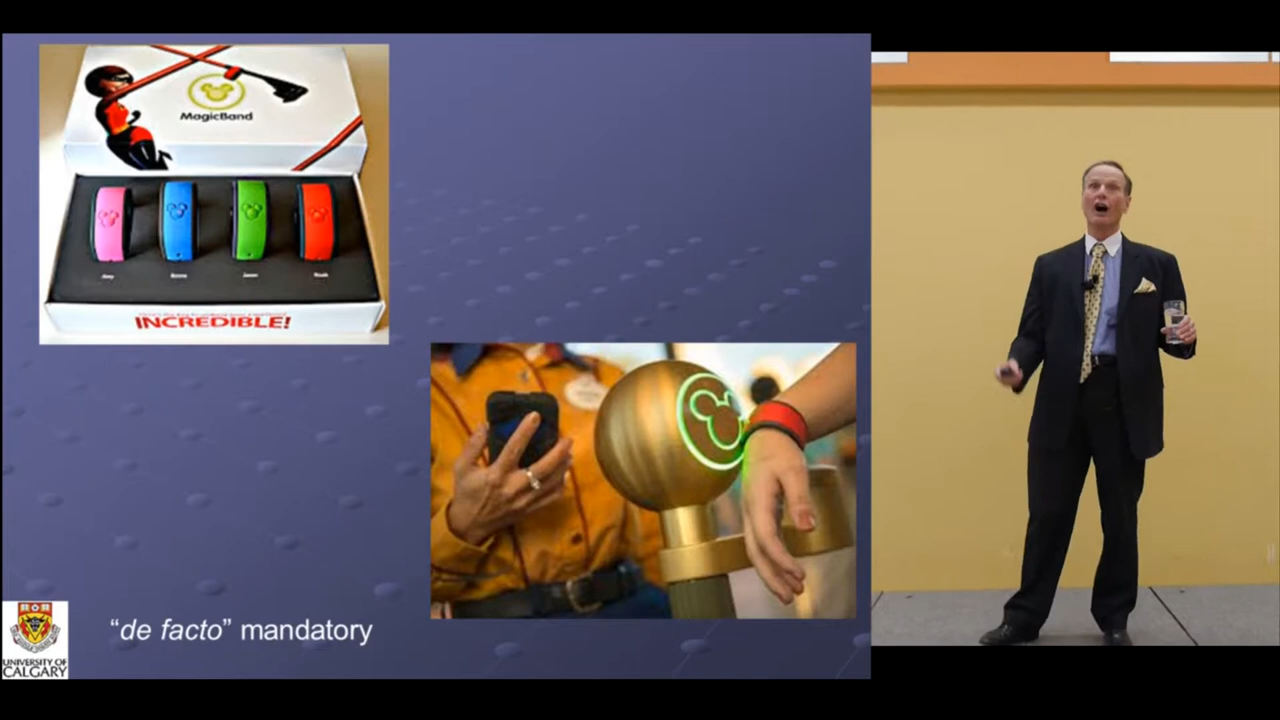 MagicBand
INCREDIBLE!
"de facto" mandatory
UNIVERSITY OF
CALGARY